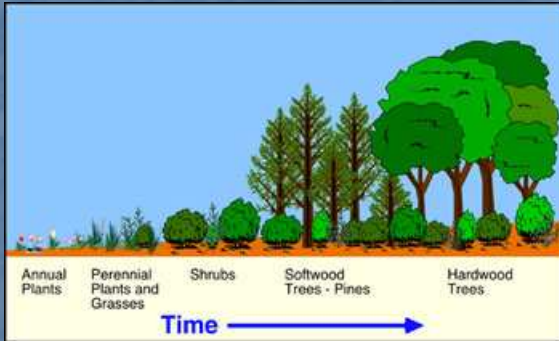 Annual
Plants
Perennial
Plants and
Grasses
Shrubs
Softwood
Trees - Pines
Hardwood
Trees
Time